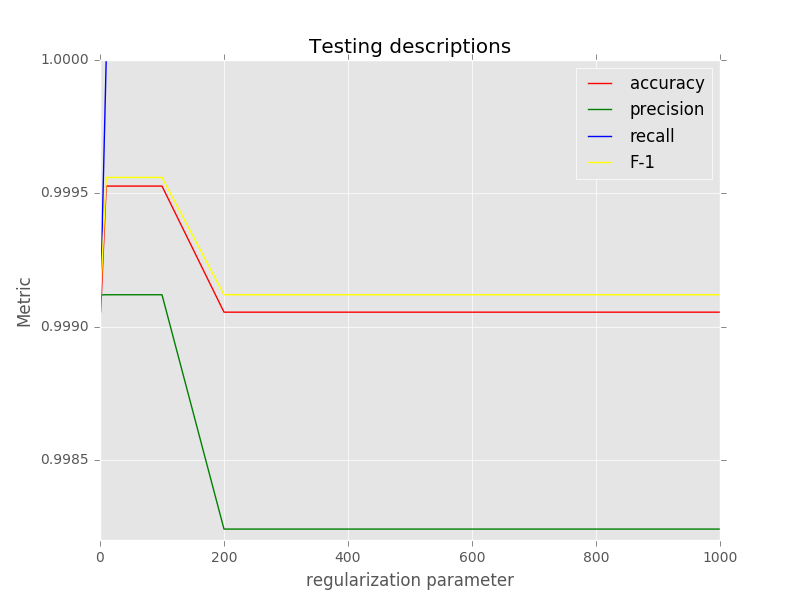 Testing descriptions
1.0000
0.9995
0.9990
0.9985
Metric
accuracy
precision
recall
F-1
0 200 400 600 800 1000
regularization parameter